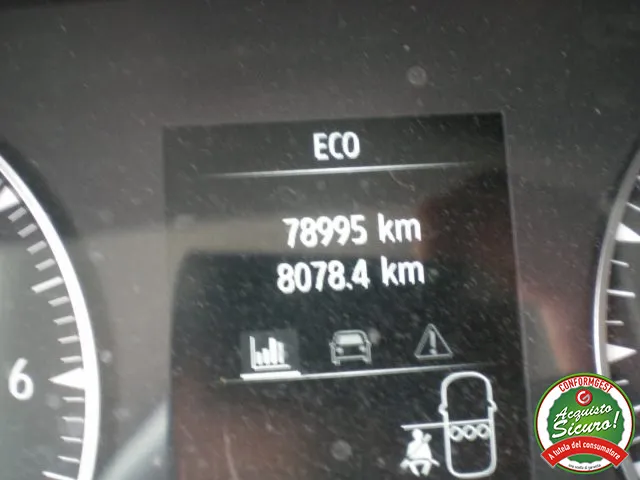 ECO
78995 km
8078.4 km
6
CONFORMGEST
Acquisto
Sicuro!
A tutela del consumatore